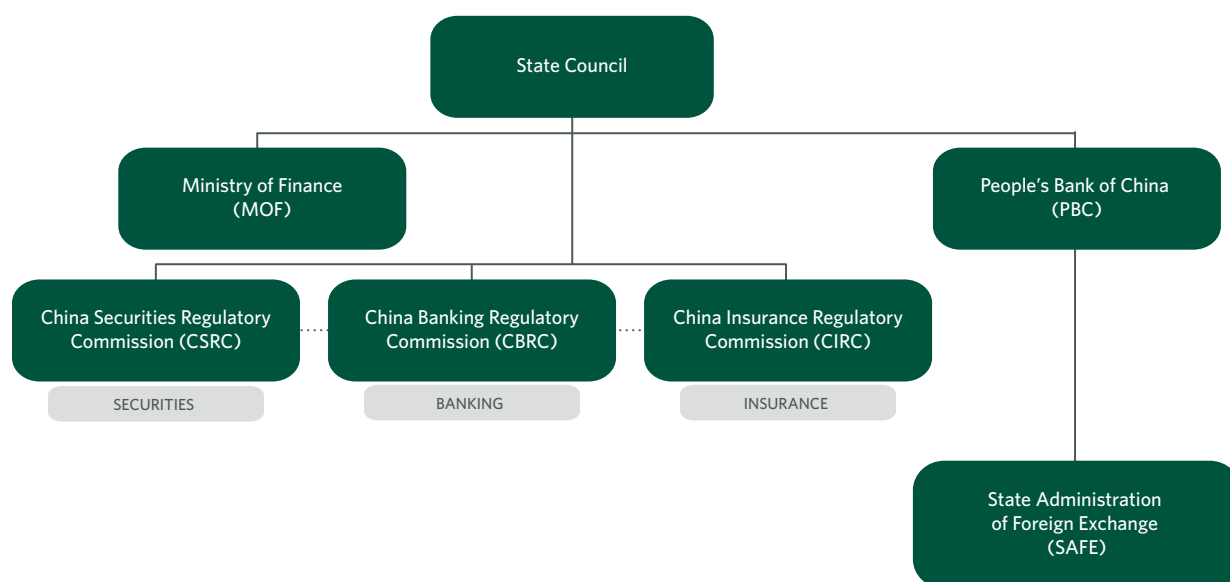 State Council
Ministry of Finance
(MOF)
People's Bank of China
(PBC)
China Securities Regulatory
Commission (CSRC)
China Banking Regulatory
Commission (CBRC)
China Insurance Regulatory
Commission (CIRC)
SECURITIES
BANKING
INSURANCE
State Administration
of Foreign Exchange
(SAFE)